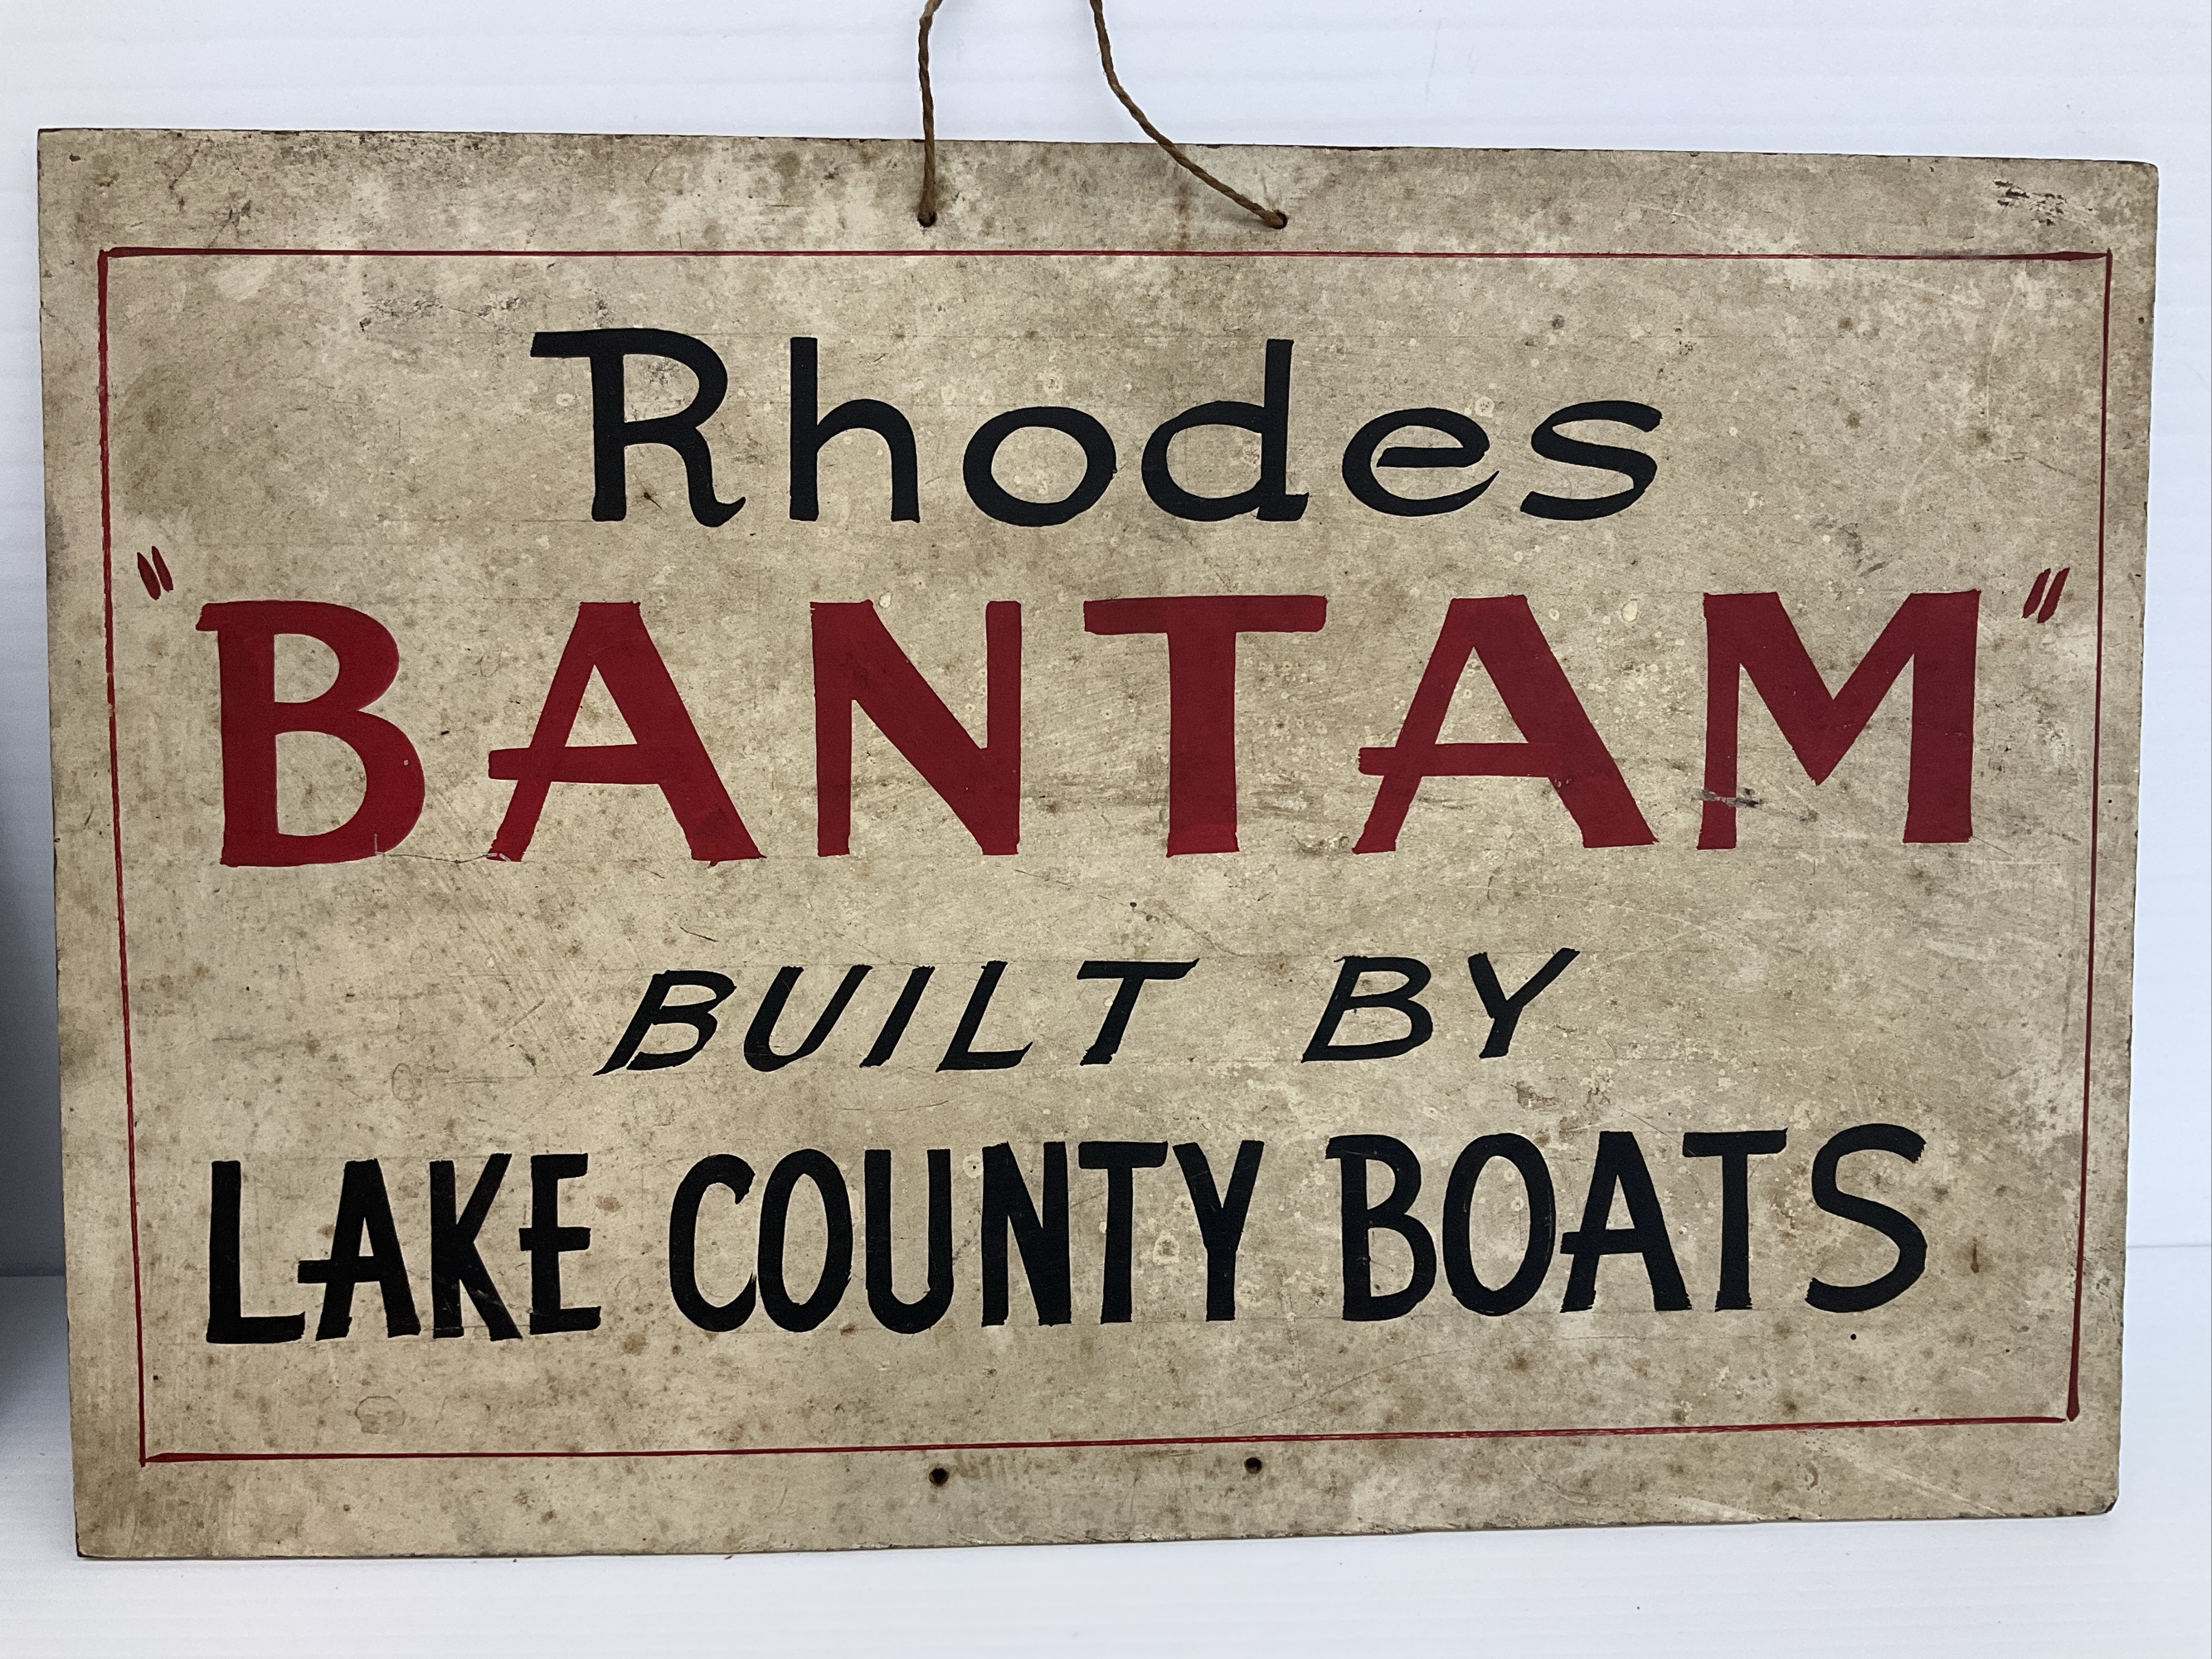 Rhodes
"BANTAM"
BUILT BY
LAKE COUNTY BOATS